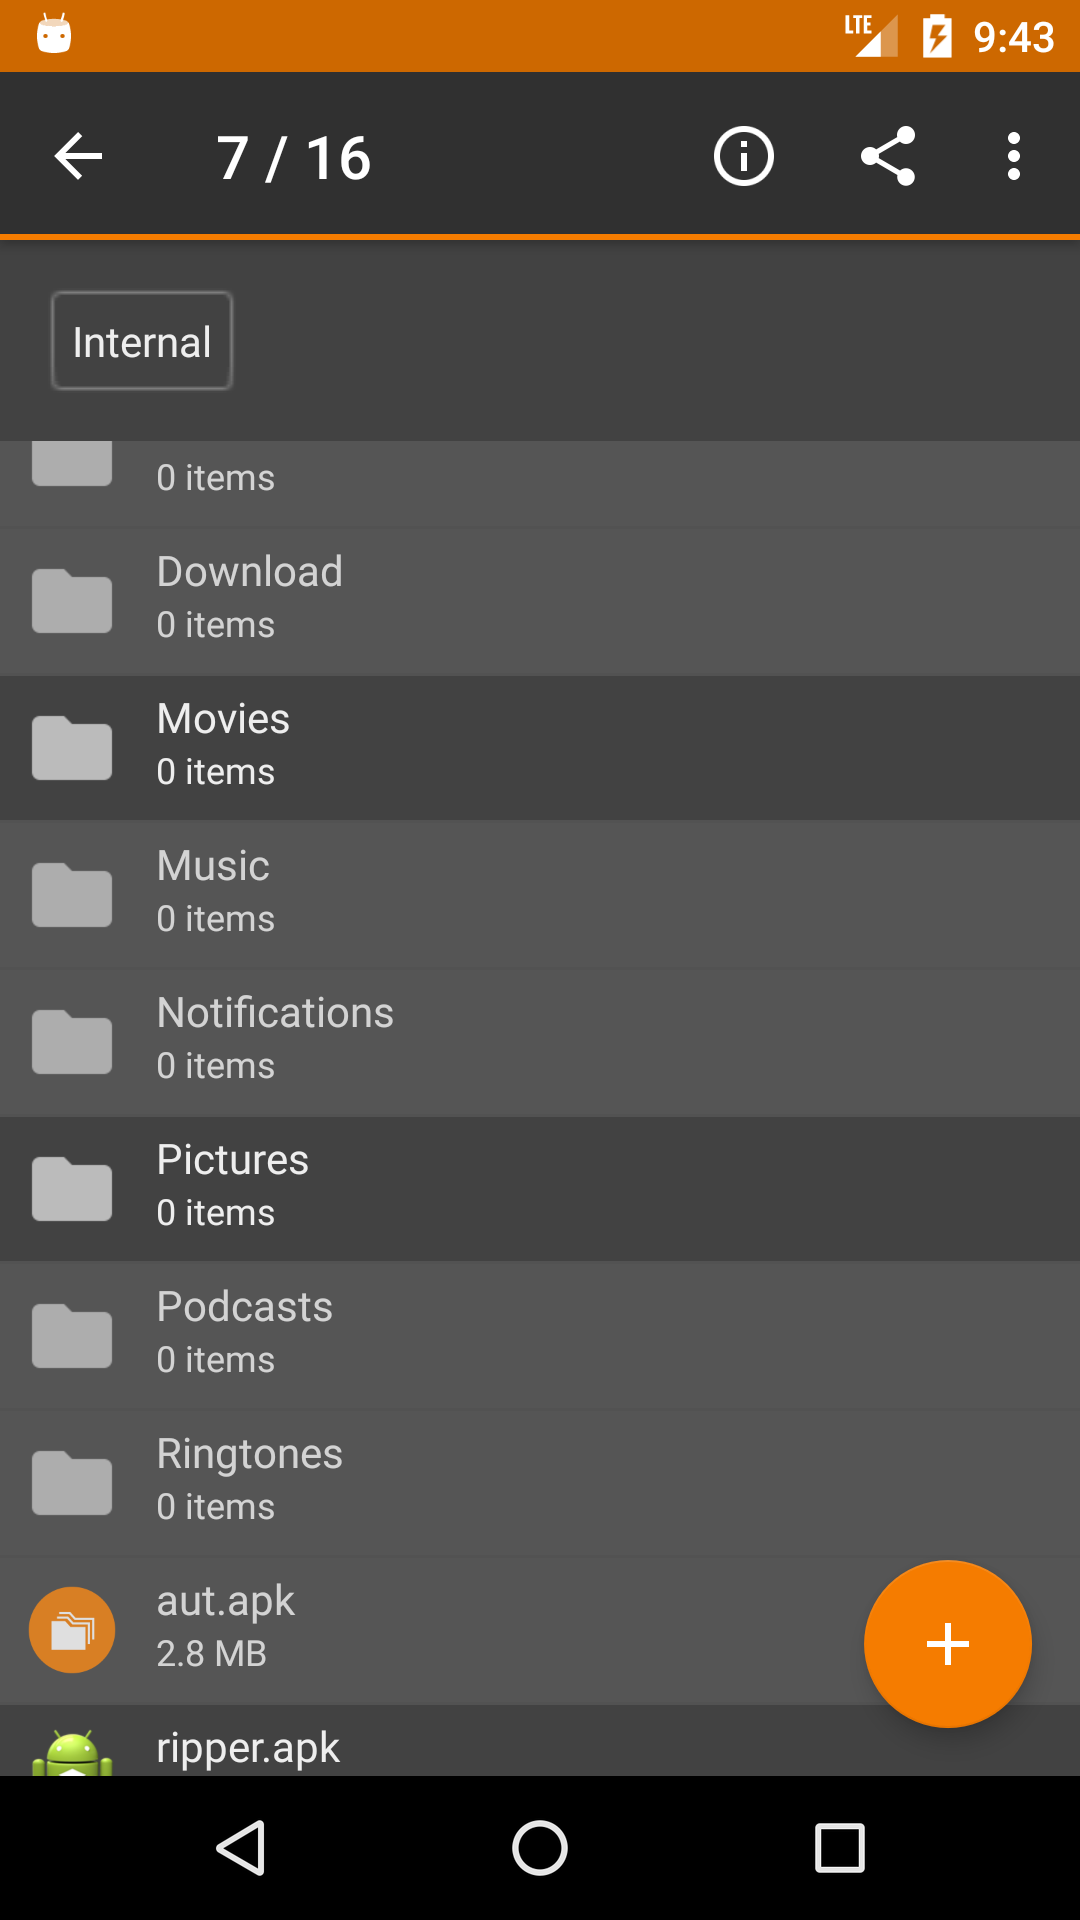 LTE
9:43
7 / 16
Internal
0 items
Download
0 items
Movies
0 items
Music
0 items
Notifications
0 items
Pictures
0 items
Podcasts
0 items
Ringtones
0 items
aut.apk
2.8 MB
ripper.apk